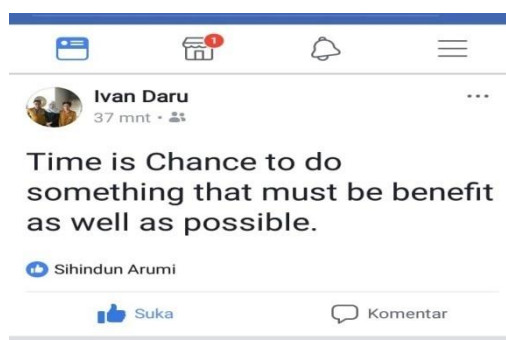 1
Ivan Daru
37 mnt •
Time is Chance to do
something that must be benefit
as well as possible.
Sihindun Arumi
Suka
Komentar